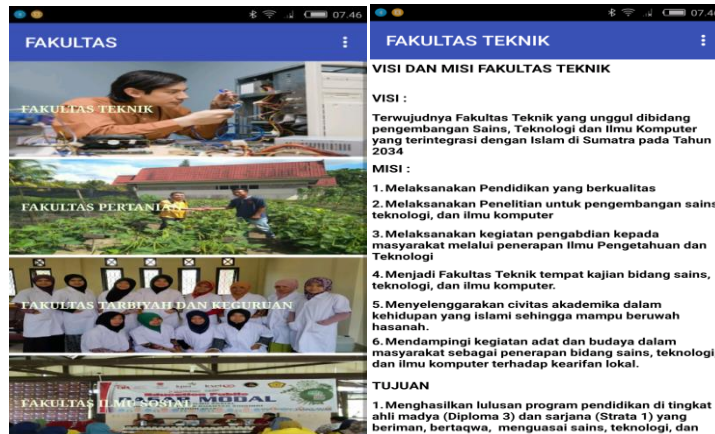 07.46
FAKULTAS
FAKULTAS TEKNIK
FAKULTAS PERTANIAN
FAKULTAS TARBIYAH DAN KEGURUAN
FAKULTAS ILMU SOSIAL
MODAL
07.46
FAKULTAS TEKNIK
VISI DAN MISI FAKULTAS TEKNIK
VISI :
Terwujudnya Fakultas Teknik yang unggul dibidang
pengembangan Sains, Teknologi dan Ilmu Komputer
yang terintegrasi dengan Islam di Sumatra pada Tahun
2034
MISI :
1. Melaksanakan Pendidikan yang berkualitas
2. Melaksanakan Penelitian untuk pengembangan sains
teknologi, dan ilmu komputer
3. Melaksanakan kegiatan pengabdian kepada
masyarakat melalui penerapan Ilmu Pengetahuan dan
Teknologi
4. Menjadi Fakultas Teknik tempat kajian bidang sains,
teknologi, dan ilmu komputer.
5. Menyelenggarakan civitas akademika dalam
kehidupan yang islami sehingga mampu beruwah
hasanah.
6. Mendampingi kegiatan adat dan budaya dalam
masyarakat sebagai penerapan bidang sains, teknologi
dan ilmu komputer terhadap kearifan lokal.
TUJUAN
1. Menghasilkan lulusan program pendidikan di tingkat
ahli madya (Diploma 3) dan sarjana (Strata 1) yang
beriman, bertaqwa, menguasai sains, teknologi, dan